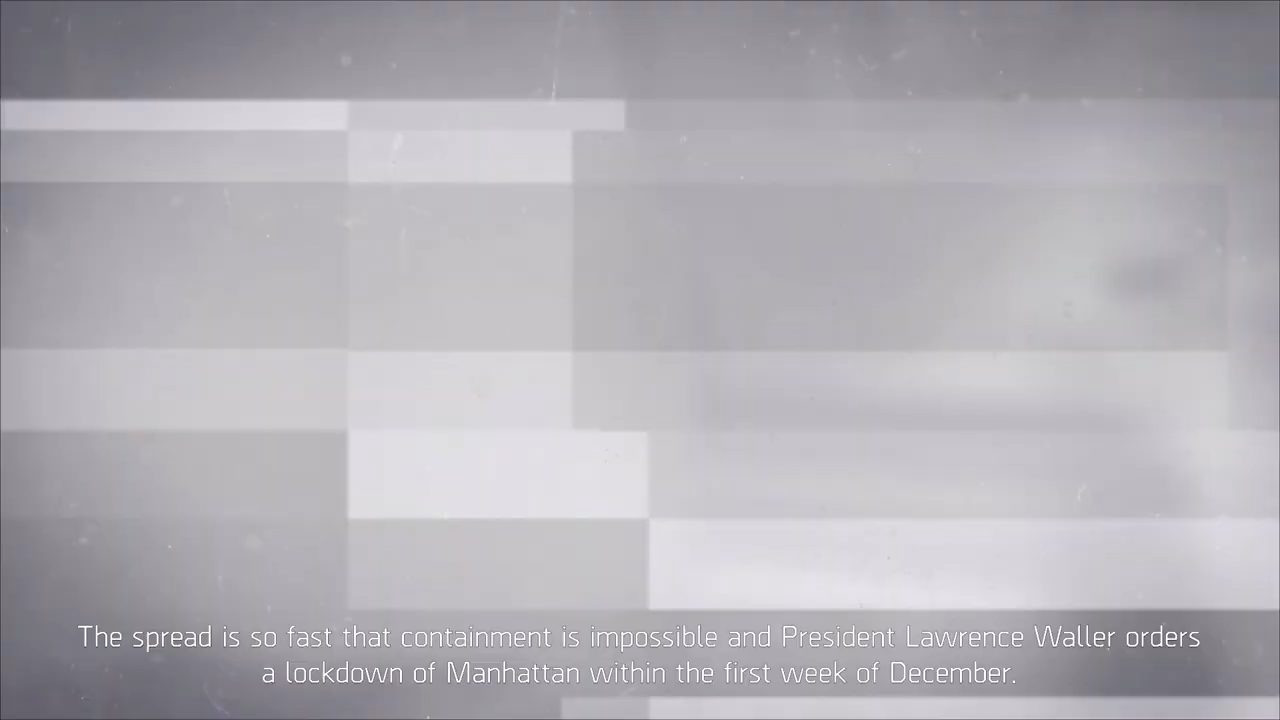 The spread is so fast that containment is impossible and President Lawrence Waller orders
a lockdown of Manhattan within the first week of December.